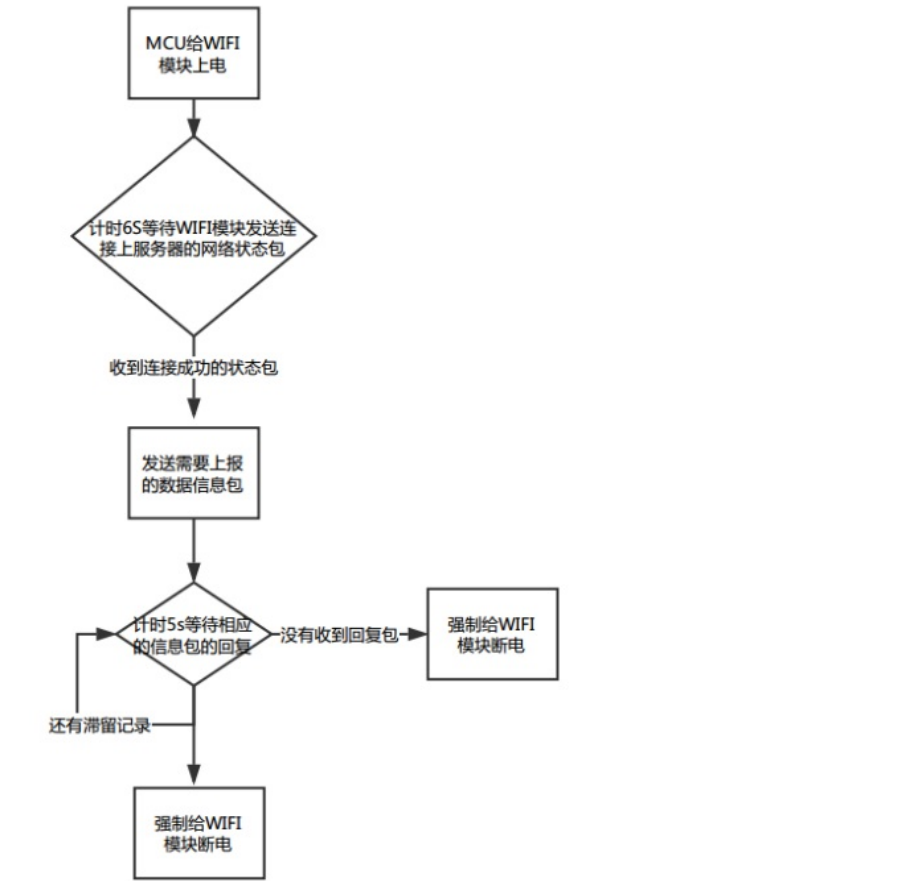 MCU给WIFI
模块上电
计时6S等待WIFI模块发送连
接上服务器的网络状态包
收到连接成功的状态包
发送需要上报
的数据信息包
计时5s等待相应
的信息包的回复
没有收到回复包
强制给WIFI
模块断电
还有滞留记录
强制给WIFI
模块断电